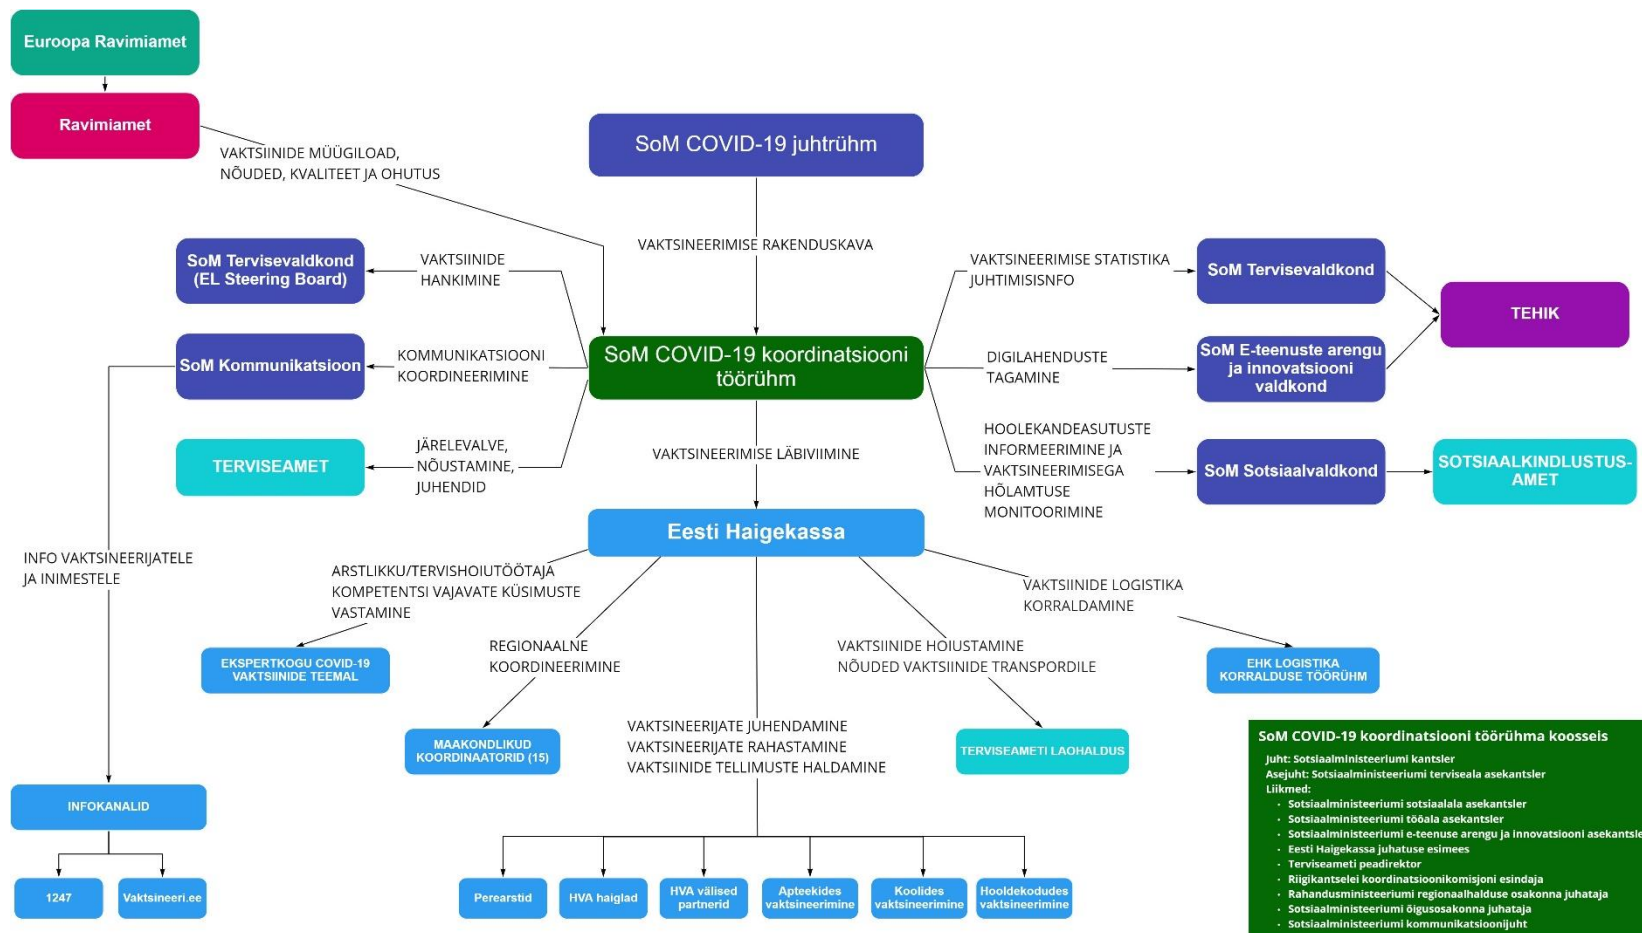 Euroopa Ravimiamet
Ravimiamet
VAKTSIINIDE MÜÜGILOAD,
NÕUDED, KVALITEET JA OHUTUS
SoM COVID-19 juhtrühm
VAKTSINEERIMISE RAKENDUSKAVA
SoM Tervisevaldkond
(EL Steering Board)
VAKTSIINIDE
HANKIMINE
SoM Kommunikatsioon
KOMMUNIKATSIOONI
KOORDINEERIMINE
TERVISEAMET
JÄRELEVALVE,
NÕUSTAMINE,
JUHENDID
SoM COVID-19 koordinatsiooni
töörühm
VAKTSINEERIMISE STATISTIKA
JUHTIMISISNFO
SoM Tervisevaldkond
DIGILAHENDUSTE
TAGAMINE
SoM E-teenuste arengu
ja innovatsiooni
valdkond
TEHIK
HOOLEKANDEASUTUSTE
INFORMEERIMINE JA
VAKTSINEERIMISEGA
HÕLAMTUSE
MONITOORIMINE
SoM Sotsiaalvaldkond
SOTSIAALKINDLUSTUS-
AMET
VAKTSINEERIMISE LÄBIVIIMINE
Eesti Haigekassa
INFO VAKTSINEERIJATELE
JA INIMESTELE
ARSTLIKKU/TERVISHOIUTÖÖTAJA
KOMPETENTSI VAJAVATE KÜSIMUSTE
VASTAMINE
EKSPERTKOGU COVID-19
VAKTSIINIDE TEEMAL
REGIONAALNE
KOORDINEERIMINE
MAAKONDLIKUD
KOORDINAATORID (15)
VAKTSINEERIJATE JUHENDAMINE
VAKTSINEERIJATE RAHASTAMINE
VAKTSIINIDE TELLIMUSTE HALDAMINE
VAKTSIINIDE HOIUSTAMINE
NÕUDED VAKTSIINIDE TRANSPORDILE
TERVISEAMETI LAOHALDUS
VAKTSIINIDE LOGISTIKA
KORRALDAMINE
EHK LOGISTIKA
KORRALDUSE TÖÖRÜHM
INFOKANALID
1247
Vaktsineeri.ee
Perearstid
HVA haiglad
HVA välised
partnerid
Apteekides
vaktsineerimine
Koolides
vaktsineerimine
Hooldekodudes
vaktsineerimine
SoM COVID-19 koordinatsiooni töörühma koosseis
Juht: Sotsiaalministeeriumi kantsler
Asejuht: Sotsiaalministeeriumi terviseala asekantsler
Liikmed:
• Sotsiaalministeeriumi sotsiaalala asekantsler
• Sotsiaalministeeriumi tööala asekantsler
• Sotsiaalministeeriumi e-teenuse arengu ja innovatsiooni asekantsle
• Eesti Haigekassa juhatuse esimees
• Terviseameti peadirektor
• Riigikantselei koordinatsioonikomisjoni esindaja
• Rahandusministeeriumi regionaalhalduse osakonna juhataja
• Sotsiaalministeeriumi õigusosakonna juhataja
• Sotsiaalministeeriumi kommunikatsioonijuht